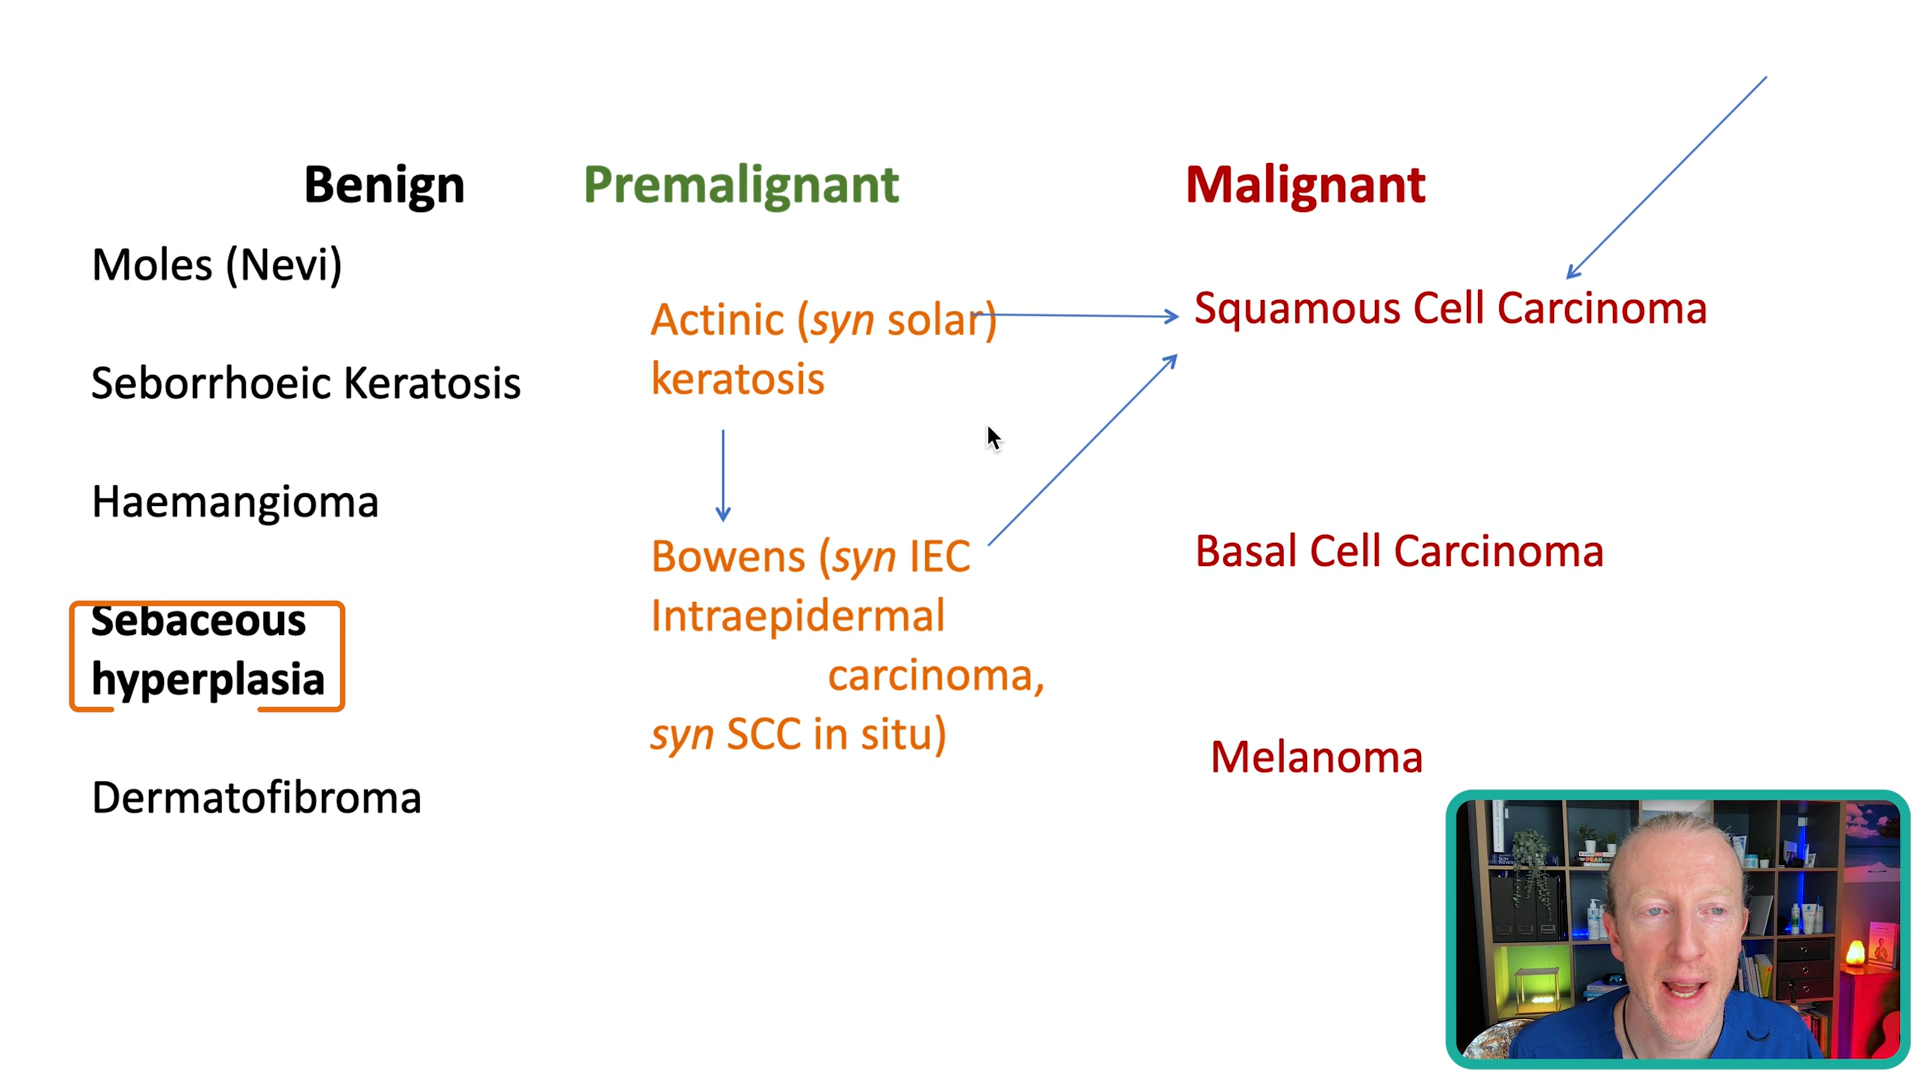 Benign
Premalignant
Malignant
Moles (Nevi)
Seborrhoeic Keratosis
Haemangioma
Sebaceous
hyperplasia
Dermatofibroma
Actinic (syn solar)
keratosis
Bowens (syn IEC
Intraepidermal
carcinoma,
syn SCC in situ)
Squamous Cell Carcinoma
Basal Cell Carcinoma
Melanoma